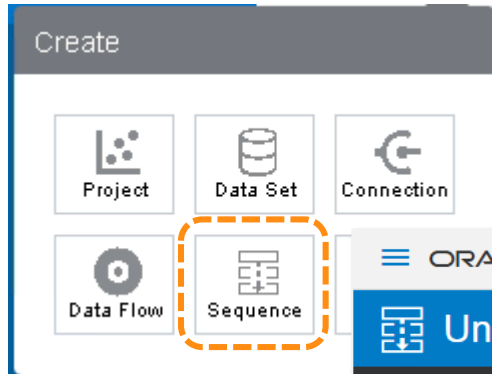 Create
Project
Data Set
Connection
Data Flow
Sequence
ORA
Un